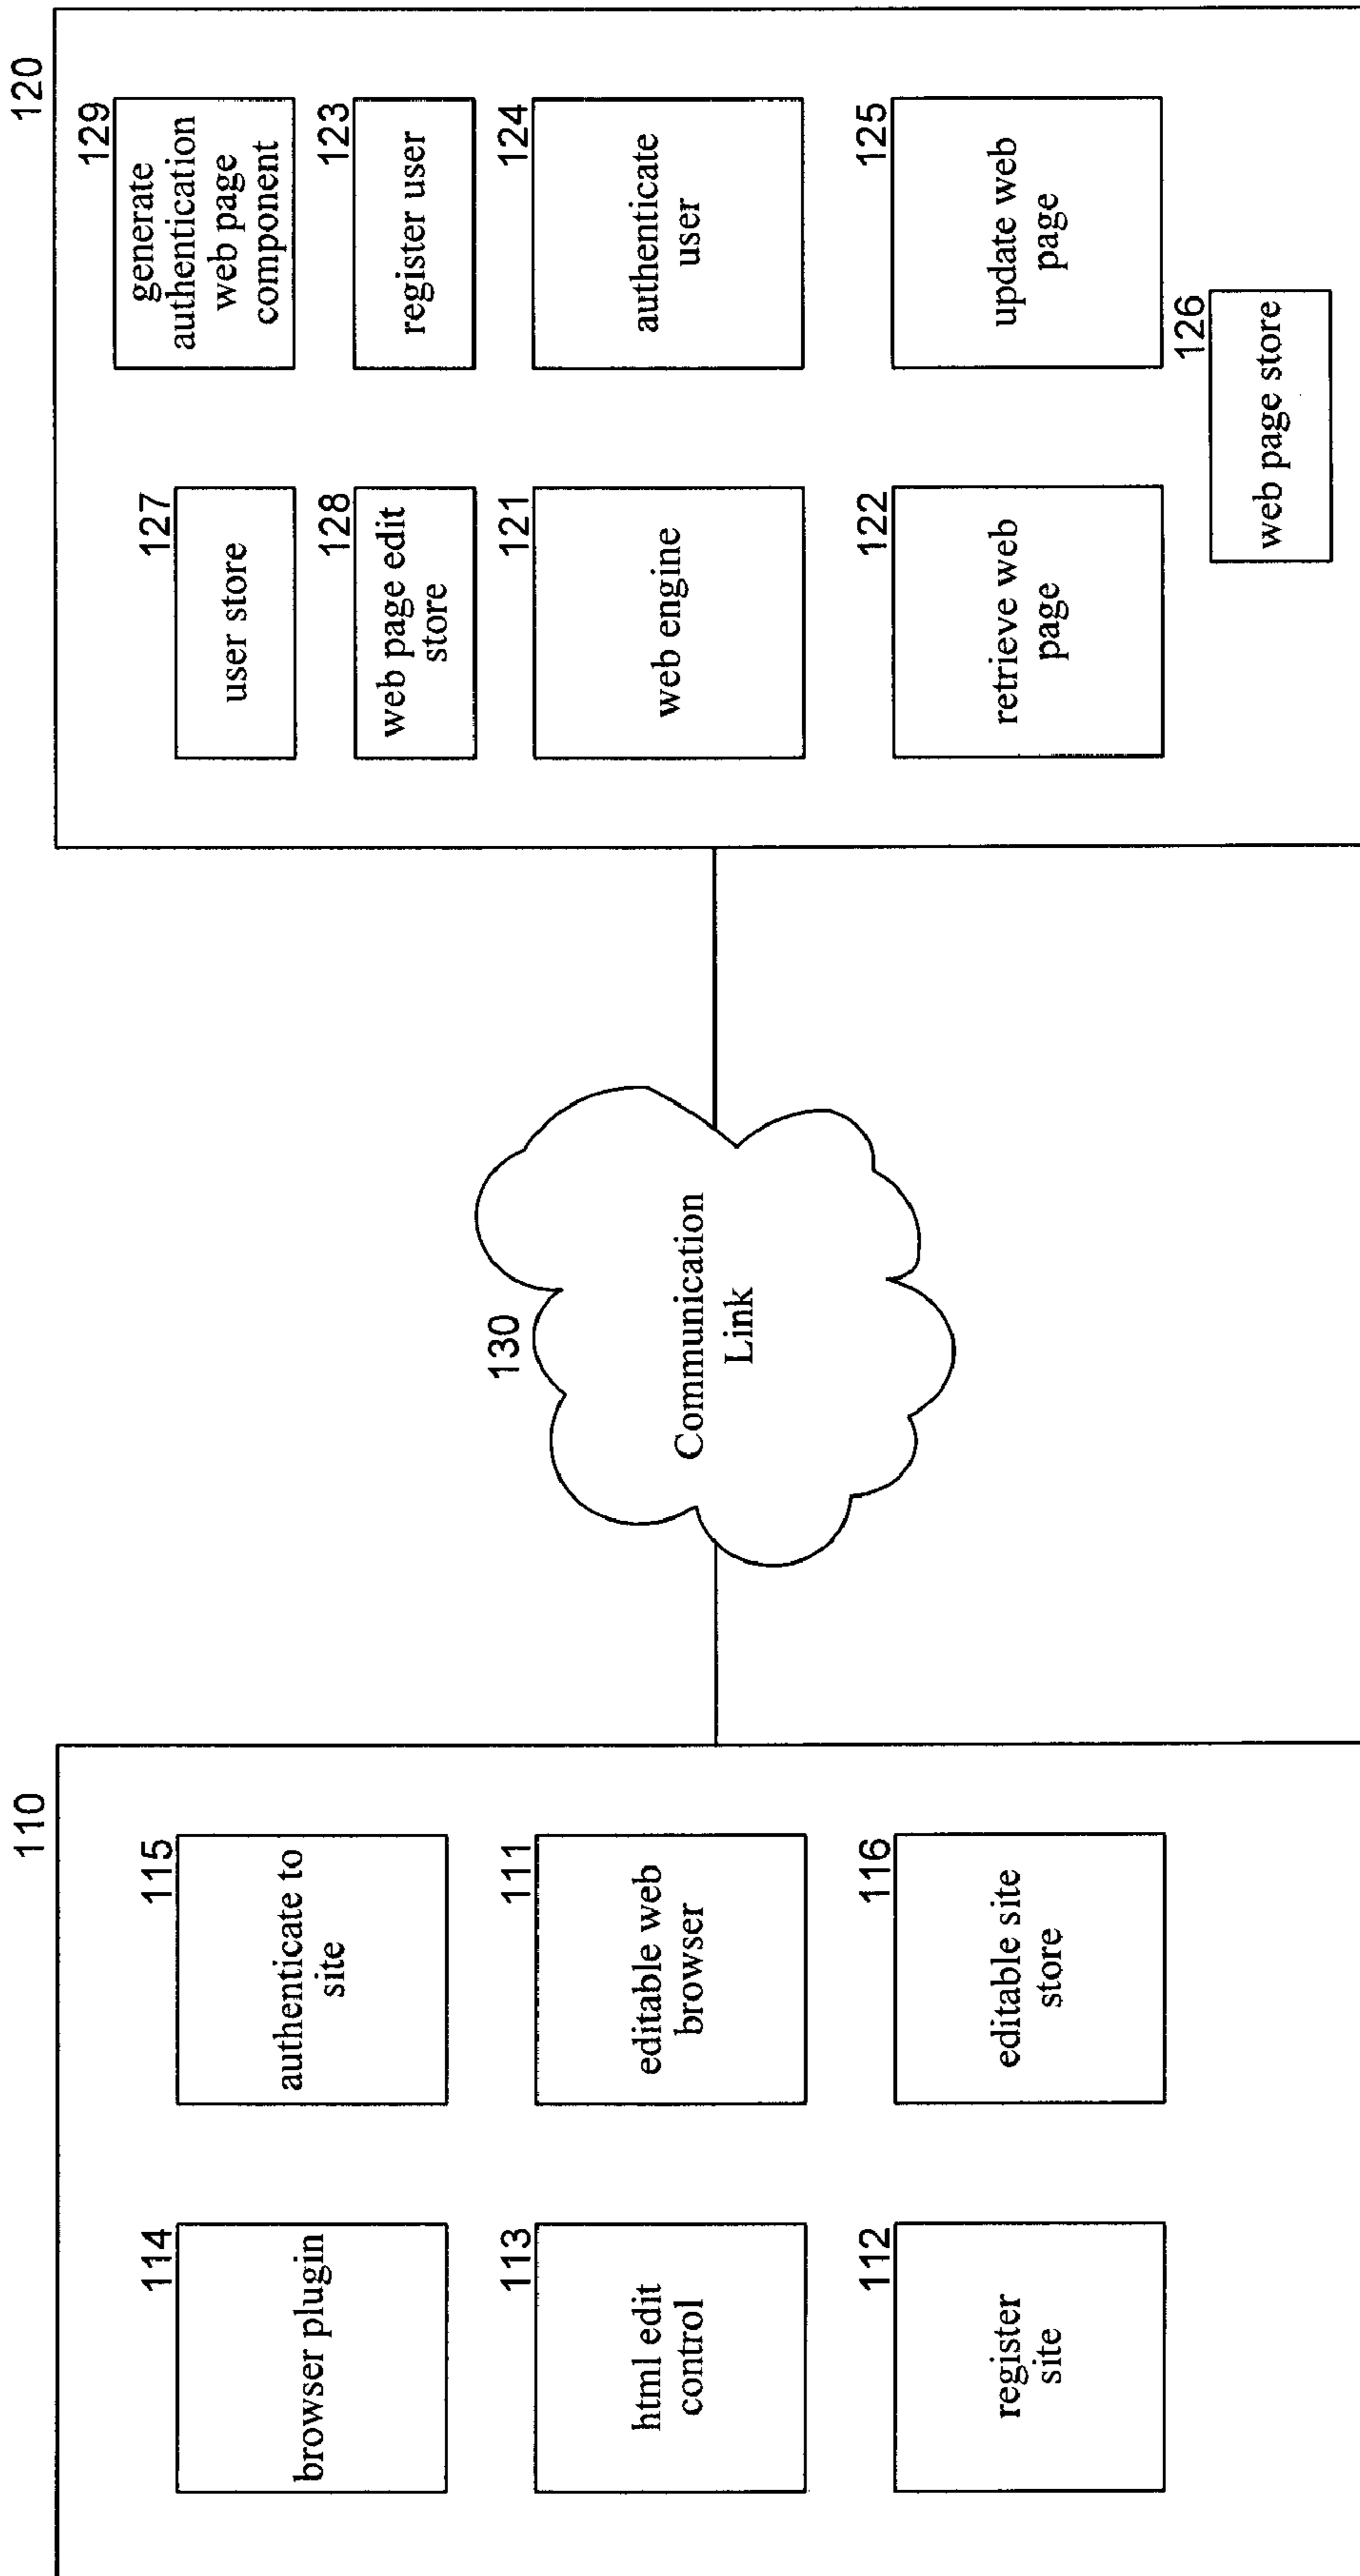 110
114
browser plugin
115
authenticate to
site
113
html edit
control
111
editable web
browser
112
register
site
116
editable site
store
130
Communication
Link
120
127
user store
129
generate
authentication
web page
component
128
web page edit
store
123
register user
121
web engine
124
authenticate
user
122
retrieve web
page
125
update web
page
126
web page store